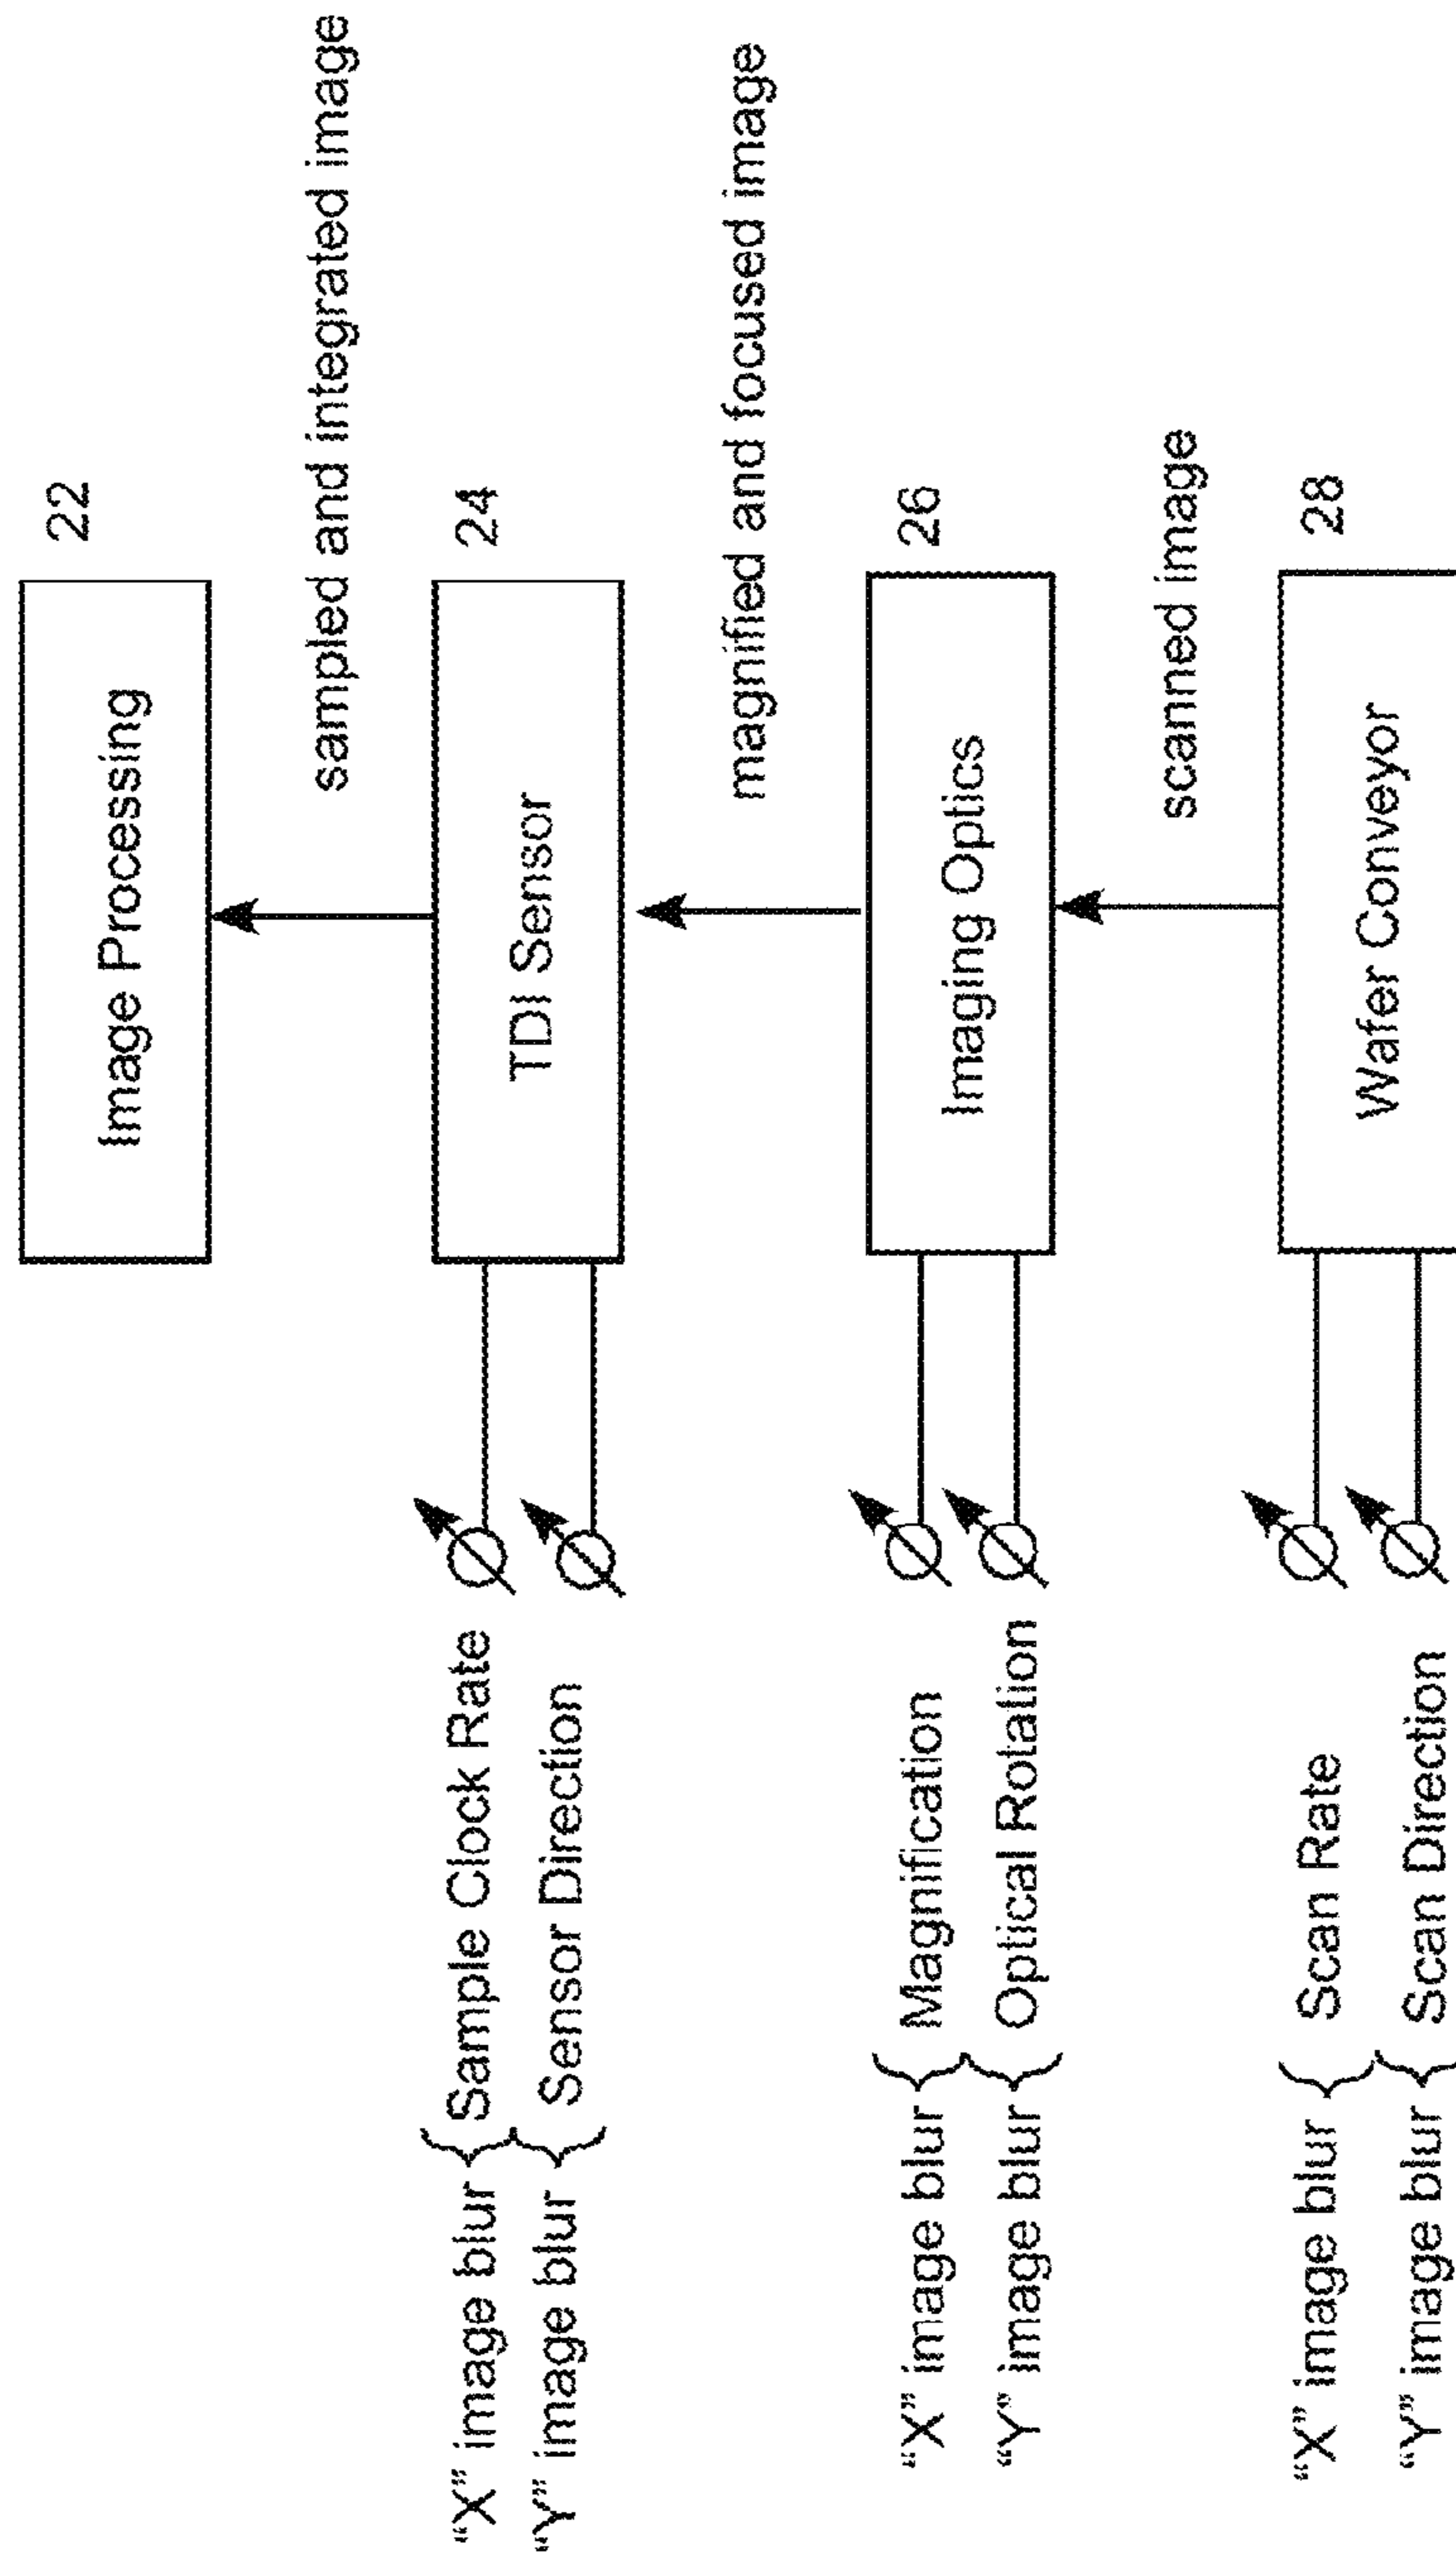 22
Image Processing
sampled and integrated image
24
TDI Sensor
"X" image blur { Sample Clock Rate
"Y" image blur { Sensor Direction
magnified and focused image
26
Imaging Optics
"X" image blur { Magnification
"Y" image blur { Optical Rotation
scanned image
28
Wafer Conveyor
"X" image blur { Scan Rate
"Y" image blur { Scan Direction